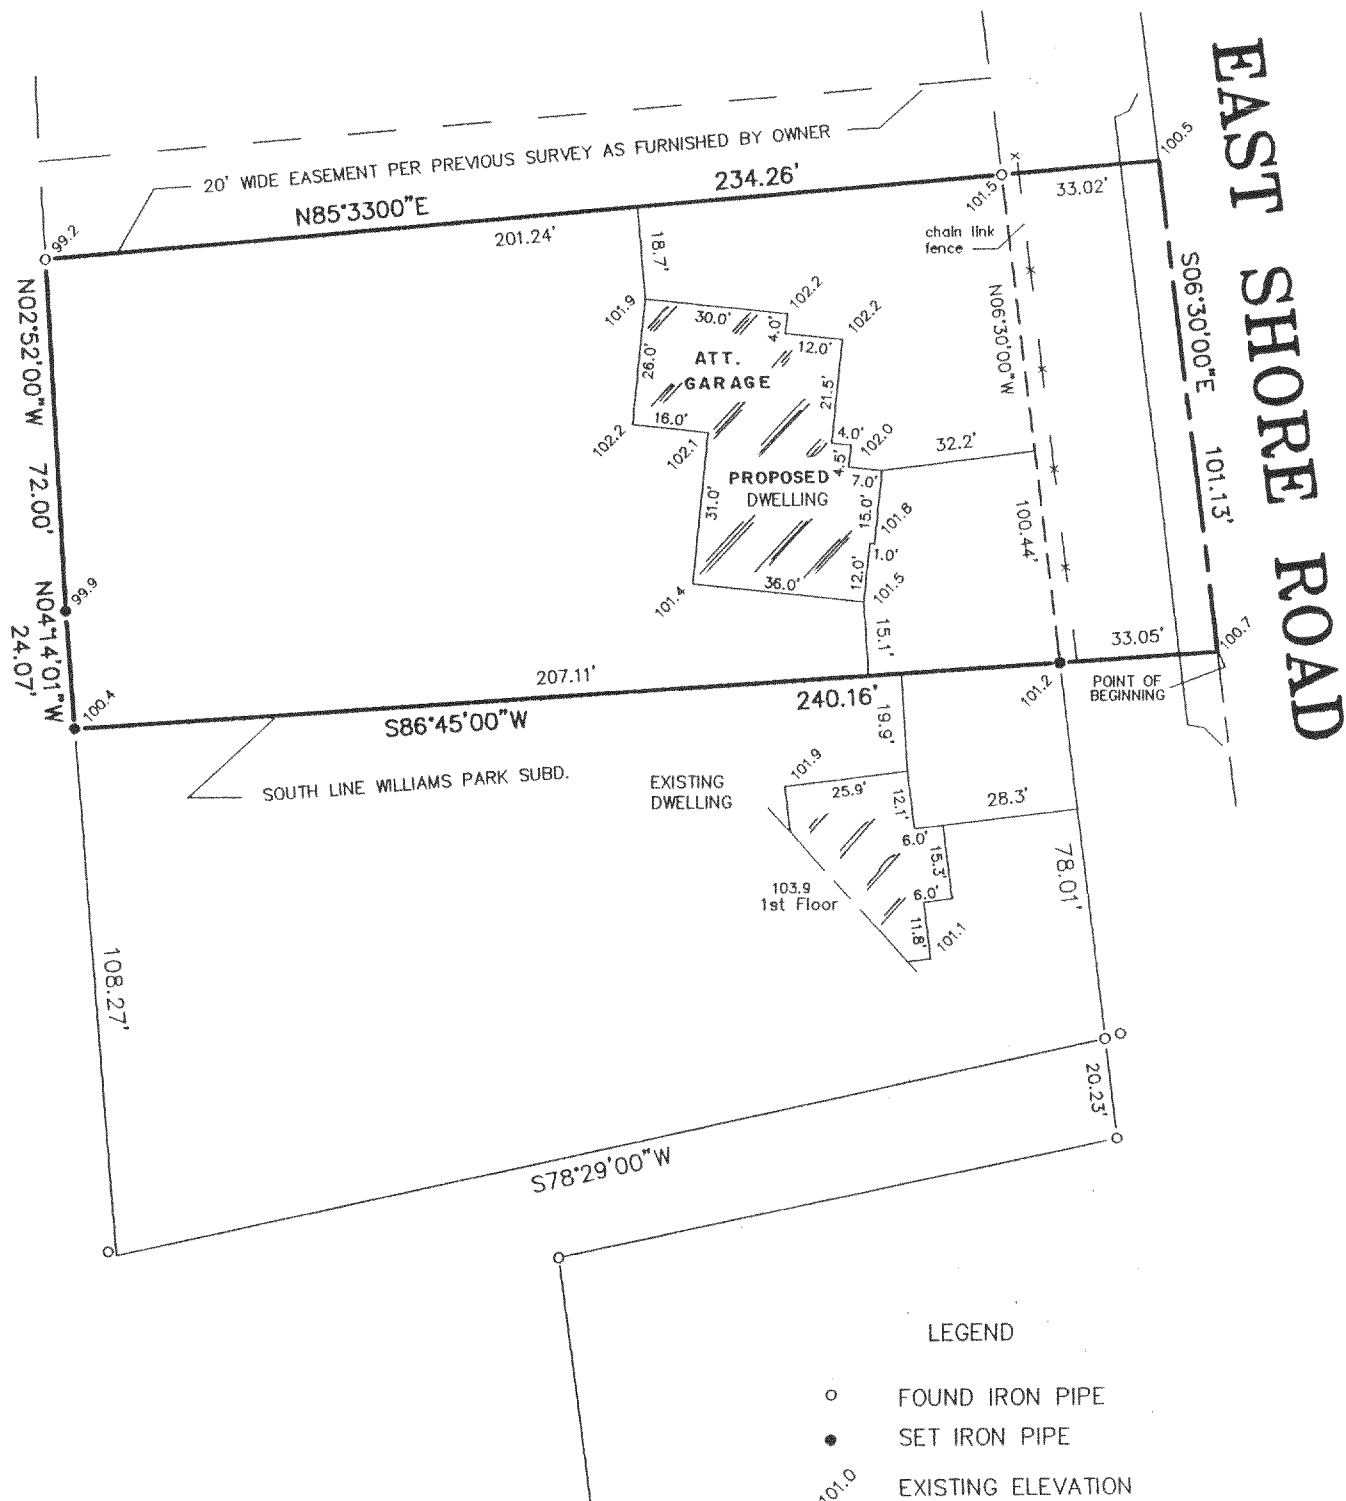 EAST SHORE ROAD
20' WIDE EASEMENT PER PREVIOUS SURVEY AS FURNISHED BY OWNER
N85°3300"E
234.26'
201.24'
33.02'
100.5
101.5
99.2
chain link
fence
N06°30'00"W
100.44'
S06°30'00"E 101.13'
18.7'
101.9
30.0'
4.0'
102.2
102.2
12.0'
26.0'
ATT.
GARAGE
21.5'
16.0'
102.2
102.1
4.0'
102.0
4.5'
32.2'
7.0'
PROPOSED
DWELLING
31.0'
15.0'
101.8
1.0'
12.0'
36.0'
101.4
101.5
15.1'
N02°52'00"W 72.00'
99.9
N04°14'01"W
24.07'
100.4
207.11'
240.16'
S86°45'00"W
33.05'
100.7
101.2
POINT OF
BEGINNING
SOUTH LINE WILLIAMS PARK SUBD.
EXISTING
DWELLING
19.9'
101.9
25.9'
12.1'
28.3'
6.0'
15.3'
6.0'
11.8'
101.1
103.9
1st Floor
78.01'
108.27'
20.23'
S78°29'00"W
LEGEND
FOUND IRON PIPE
SET IRON PIPE
101.0 EXISTING ELEVATION